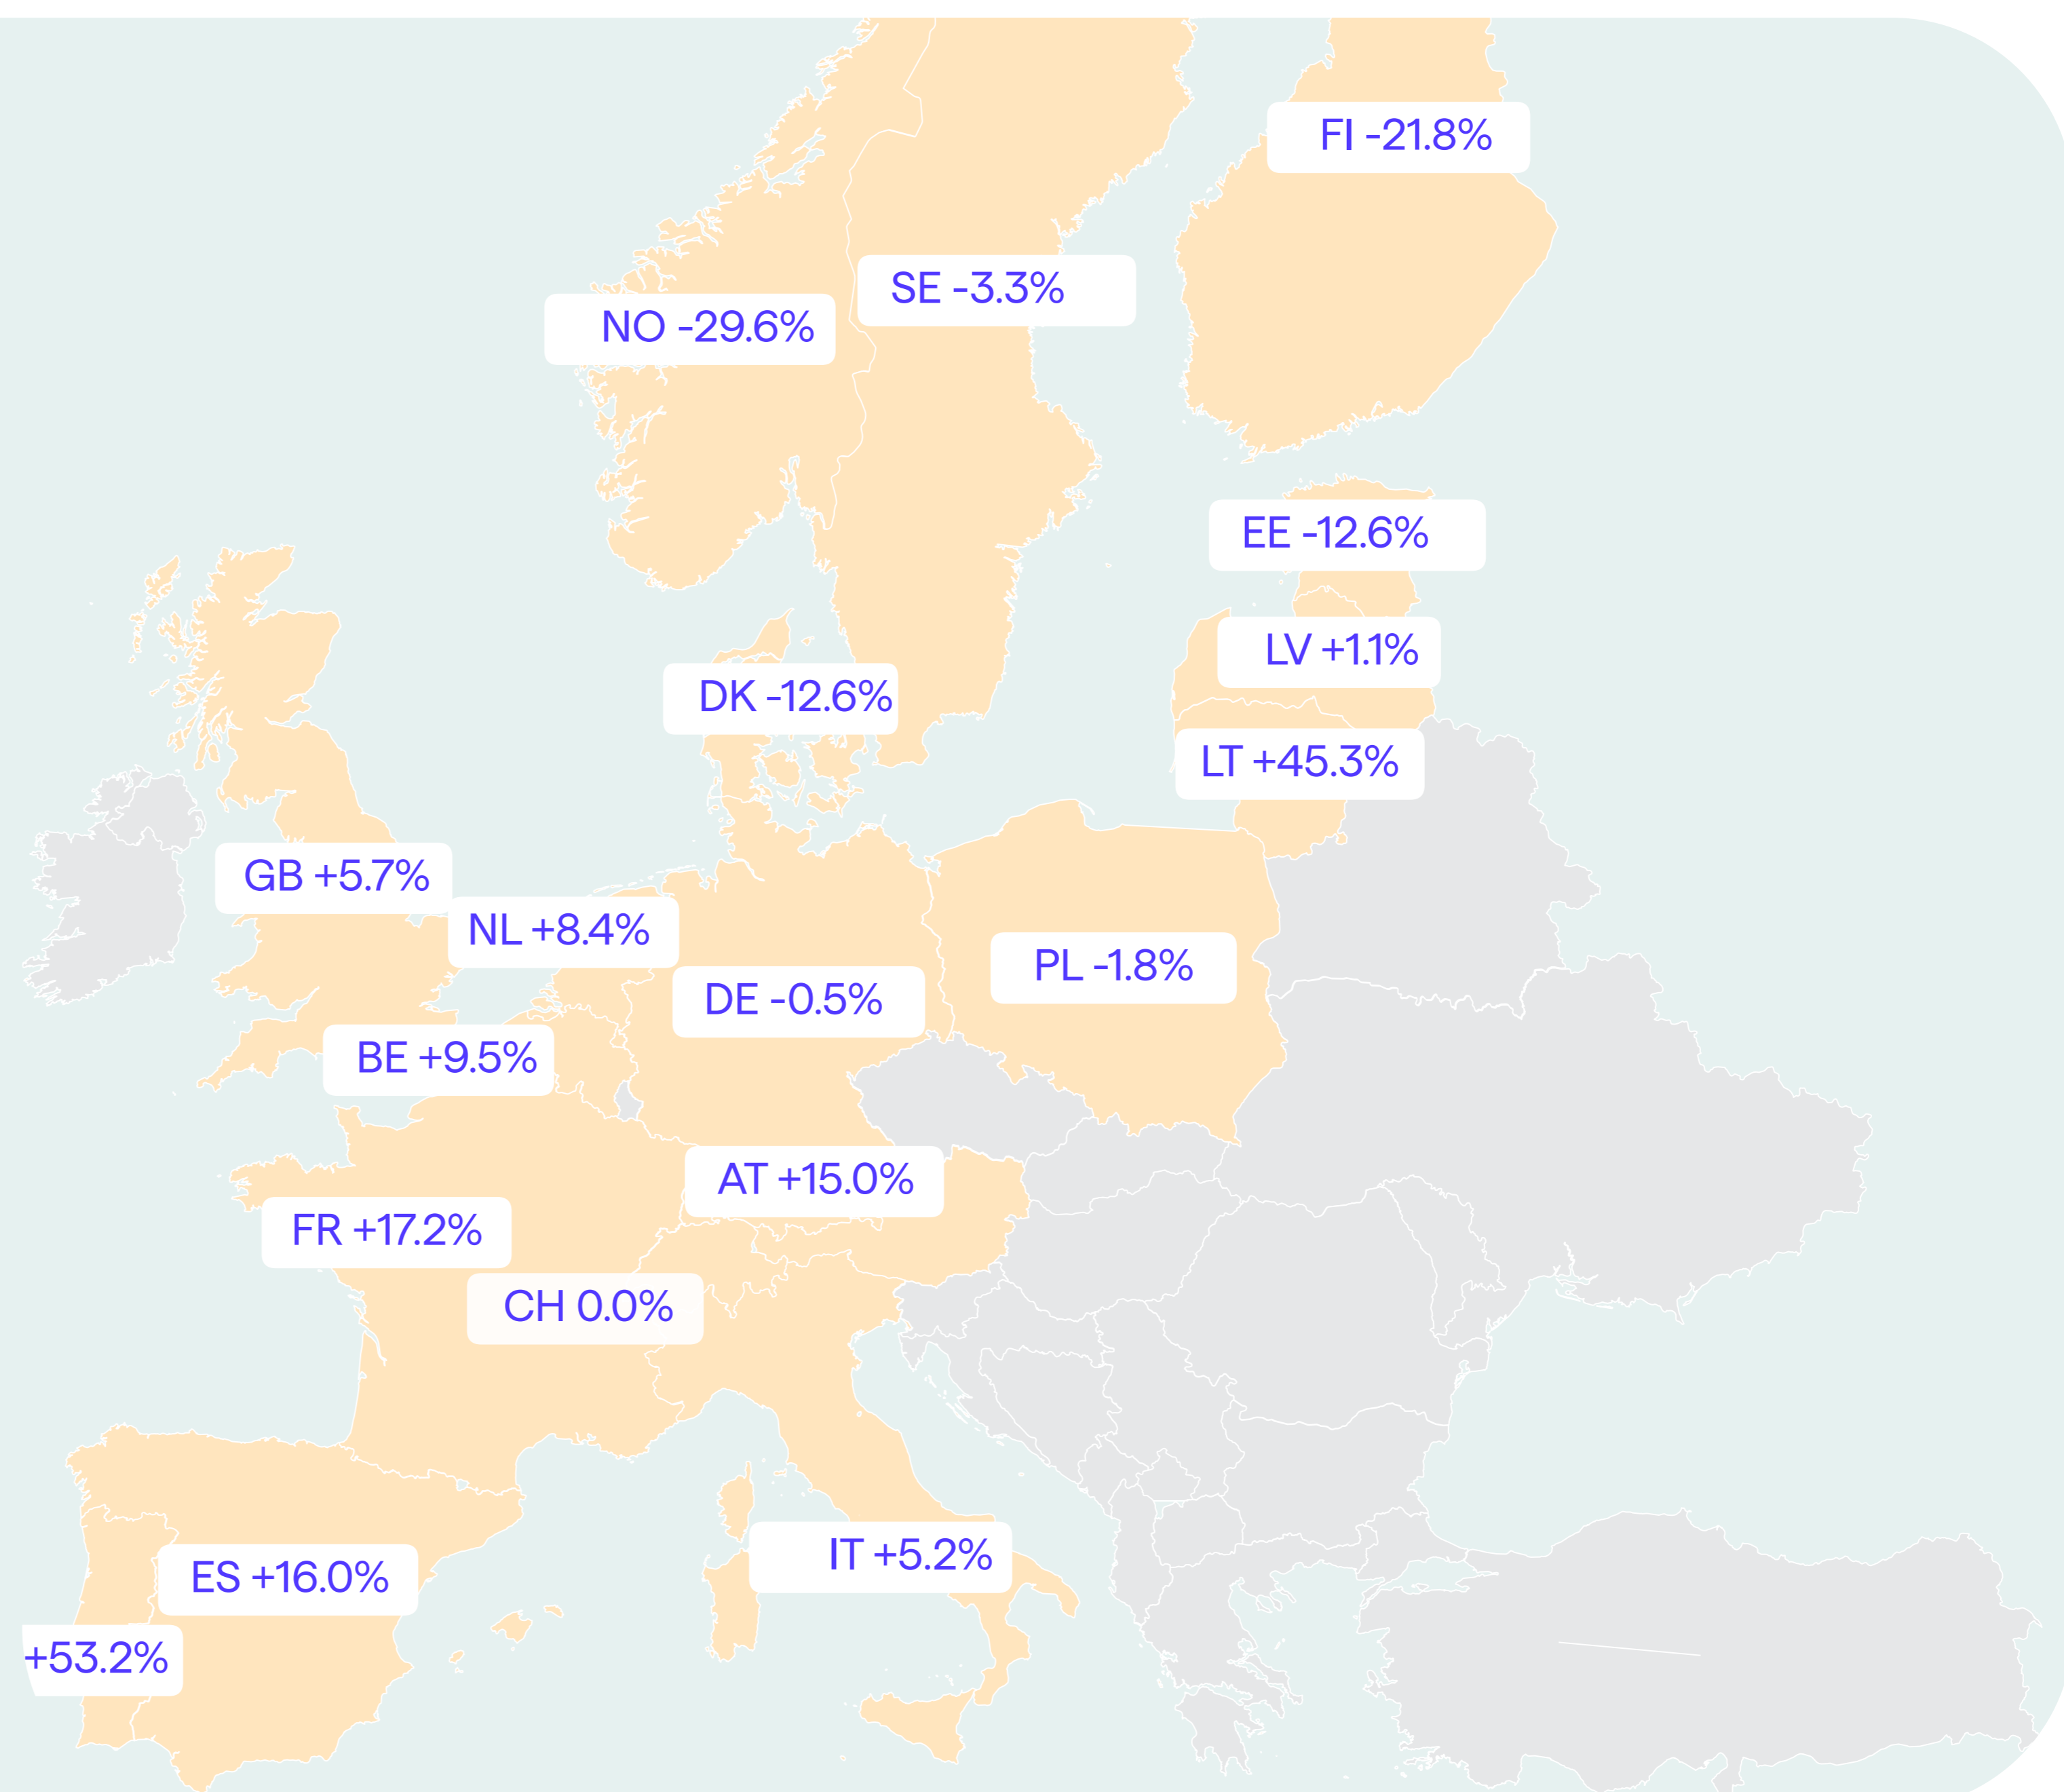 FI -21.8%
SE -3.3%
NO -29.6%
EE -12.6%
LV +1.1%
DK -12.6%
LT +45.3%
GB +5.7%
NL +8.4%
PL -1.8%
DE -0.5%
BE +9.5%
AT +15.0%
FR +17.2%
CH 0.0%
IT +5.2%
ES +16.0%
+53.2%